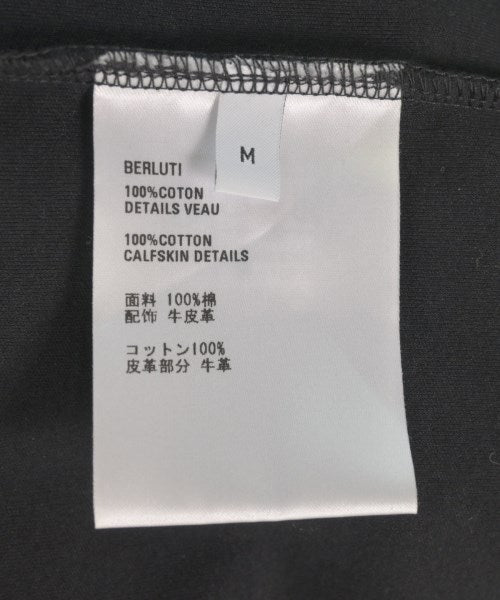 M
BERLUTI
100%COTON
DETAILS VEAU
100%COTTON
CALFSKIN DETAILS
面料 100%棉
配饰 牛皮革
コットン100%
皮革部分 牛革